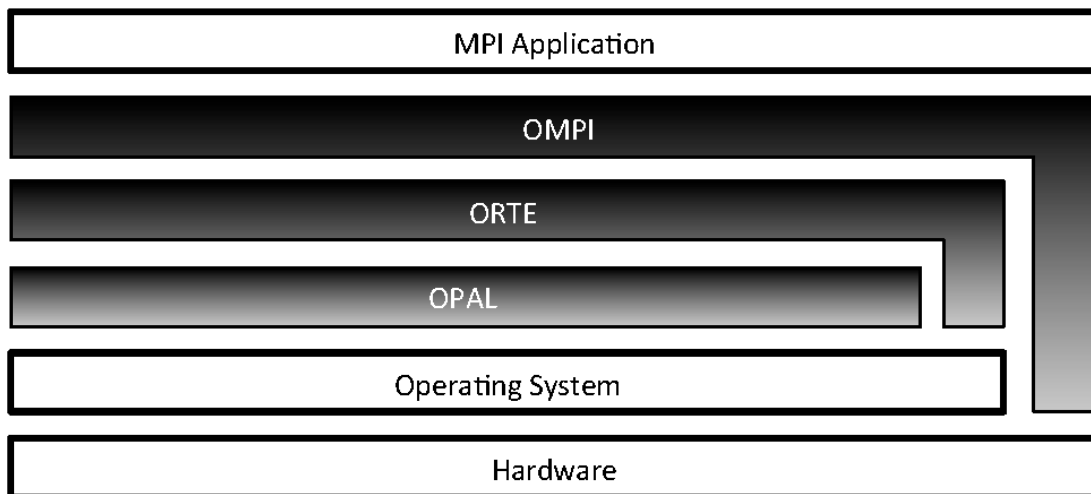 MPI Application
OMPI
ORTE
OPAL
Operating System
Hardware